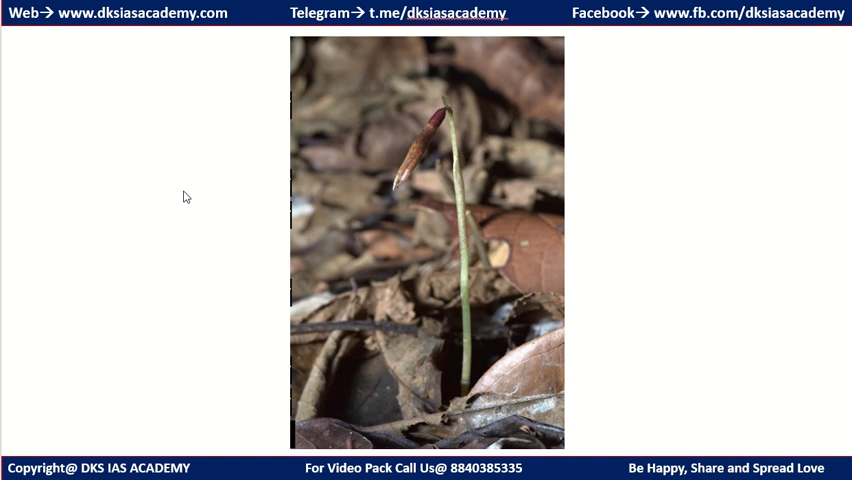 Web→ www.dksiasacademy.com
Telegram→ t.me/dksiasacademy
Facebook→ www.fb.com/dksiasacademy
Copyright@ DKS IAS ACADEMY
For Video Pack Call Us@ 8840385335
Be Happy, Share and Spread Love